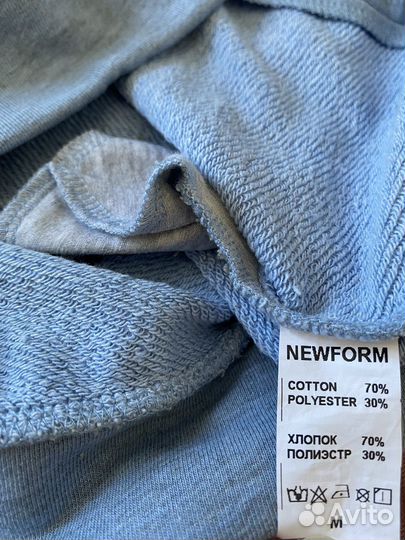 NEWFORM
COTTON 70%
POLYESTER 30%
ХЛОПОК 70%
ПОЛИЭСТР 30%
M
Avito